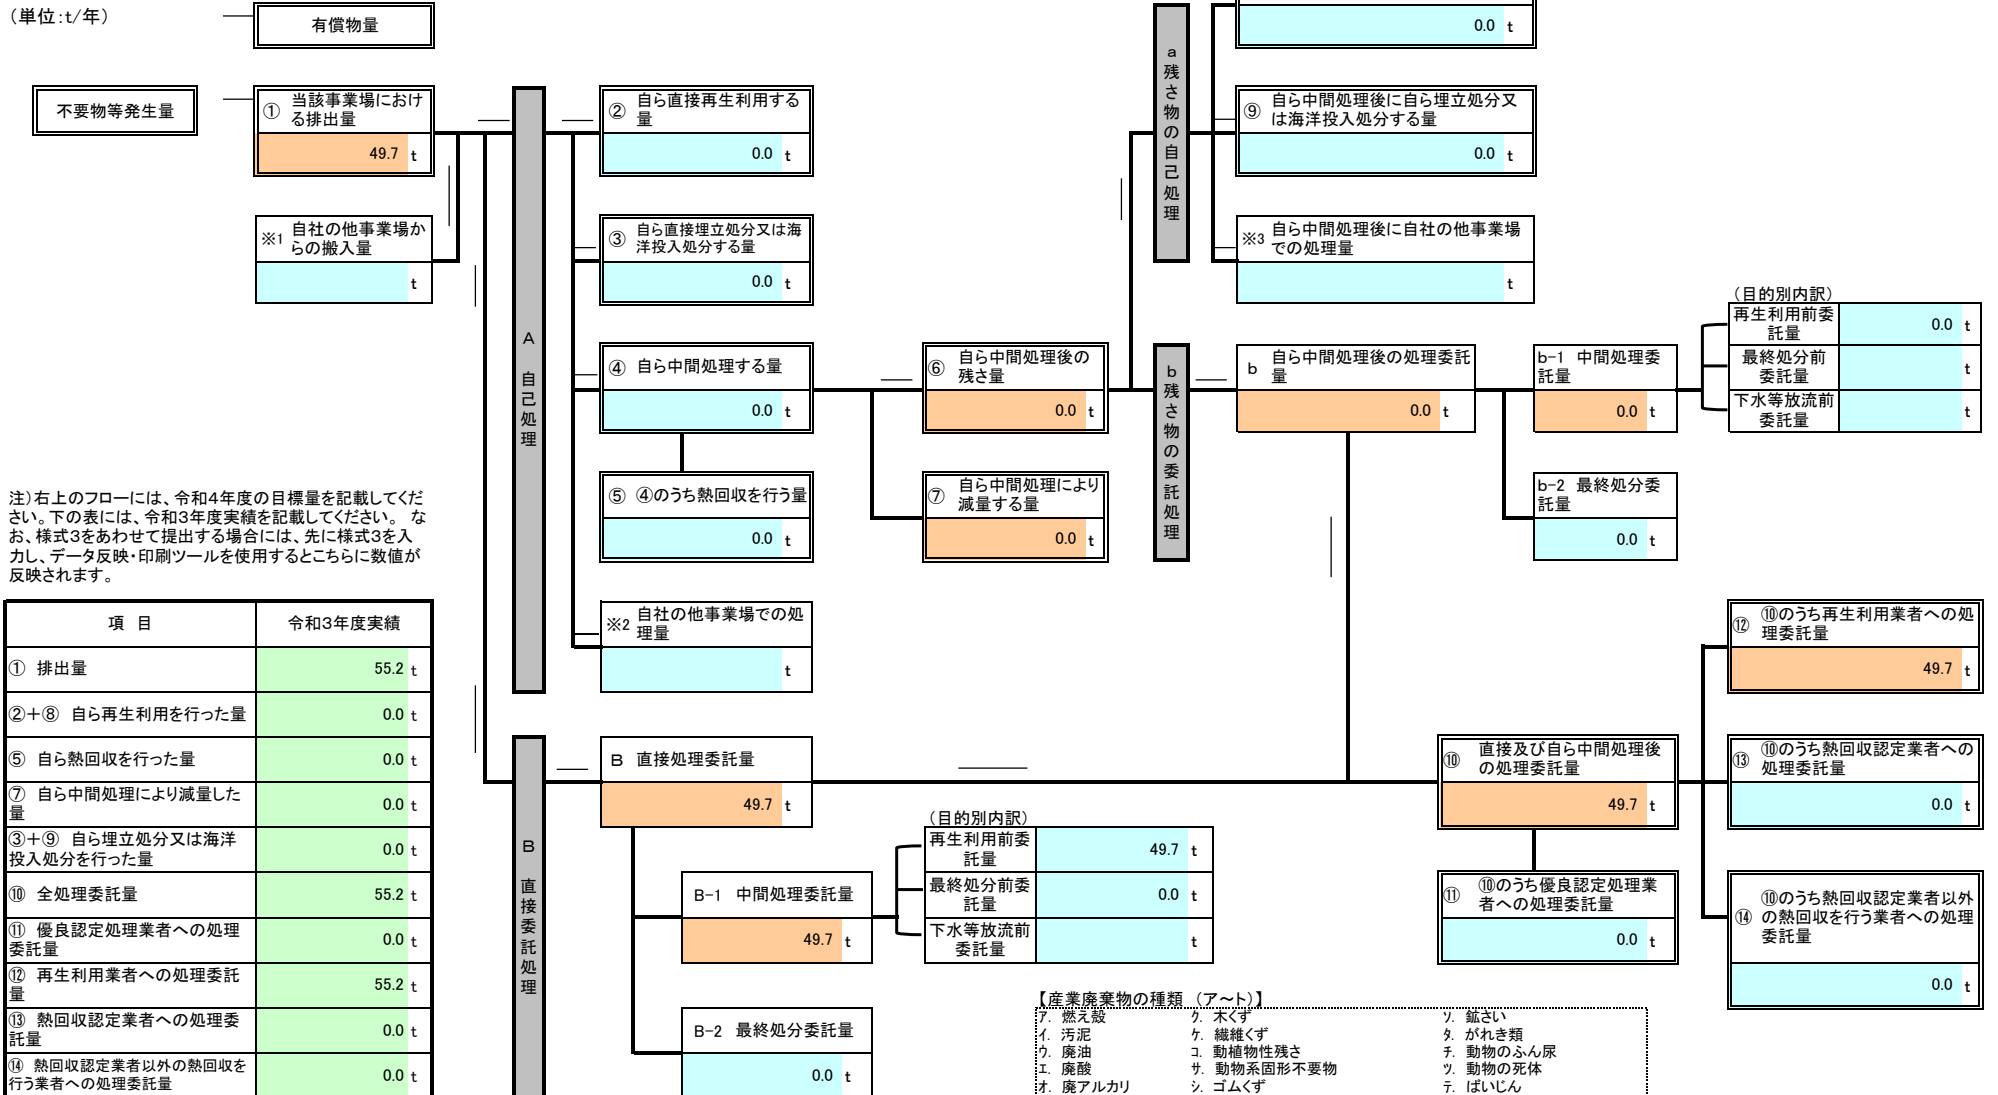 （単位：t/年）
有償物量
0.0 t
不要物等発生量
① 当該事業場におけ
る排出量
49.7 t
※1 自社の他事業場か
らの搬入量
t
A 自己処理
② 自ら直接再生利用する
量
0.0 t
③ 自ら直接埋立処分又は海
洋投入処分する量
0.0 t
④ 自ら中間処理する量
0.0 t
⑤ ④のうち熱回収を行う量
0.0 t
※2 自社の他事業場での処
理量
t
⑥ 自ら中間処理後の
残さ量
0.0 t
⑦ 自ら中間処理により
減量する量
0.0 t
a 残さ物の自己処理
⑨ 自ら中間処理後に自ら埋立処分又
は海洋投入処分する量
0.0 t
※3 自ら中間処理後に自社の他事業場
での処理量
t
b 残さ物の委託処理
b 自ら中間処理後の処理委託
量
0.0 t
b-1 中間処理委
託量
0.0 t
b-2 最終処分委
託量
0.0 t
（目的別内訳）
再生利用前委
託量
0.0 t
最終処分前
委託量
t
下水等放流前
委託量
t
注）右上のフローには、令和４年度の目標量を記載してくだ
さい。下の表には、令和３年度実績を記載してください。 な
お、様式３をあわせて提出する場合には、先に様式３を入
力し、データ反映・印刷ツールを使用するとこちらに数値が
反映されます。
項 目 令和３年度実績
① 排出量 55.2 t
②＋⑧ 自ら再生利用を行った量 0.0 t
⑤ 自ら熱回収を行った量 0.0 t
⑦ 自ら中間処理により減量した
量 0.0 t
③＋⑨ 自ら埋立処分又は海洋
投入処分を行った量 0.0 t
⑩ 全処理委託量 55.2 t
⑪ 優良認定処理業者への処理
委託量 0.0 t
⑫ 再生利用業者への処理委託
量 55.2 t
⑬ 熱回収認定業者への処理委
託量 0.0 t
⑭ 熱回収認定業者以外の熱回収を
行う業者への処理委託量 0.0 t
B 直接委託処理
B 直接処理委託量
49.7 t
B-1 中間処理委託量
49.7 t
B-2 最終処分委託量
0.0 t
（目的別内訳）
再生利用前委
託量
49.7 t
最終処分前委
託量
0.0 t
下水等放流前
委託量
t
⑩ 直接及び自ら中間処理後
の処理委託量
49.7 t
⑪ ⑩のうち優良認定処理業
者への処理委託量
0.0 t
⑫ ⑩のうち再生利用業者への処
理委託量
49.7 t
⑬ ⑩のうち熱回収認定業者への
処理委託量
0.0 t
⑭ ⑩のうち熱回収認定業者以外
の熱回収を行う業者への処理
委託量
0.0 t
【産業廃棄物の種類 （ア～ト）】
ｱ. 燃え殻 ｸ. 木くず ｿ. 鉱さい
ｲ. 汚泥 ｹ. 繊維くず ﾀ. がれき類
ｳ. 廃油 ｺ. 動植物性残さ ﾁ. 動物のふん尿
ｴ. 廃酸 ｻ. 動物系固形不要物 ﾂ. 動物の死体
ｵ. 廃アルカリ ｼ. ゴムくず ﾃ. ばいじん